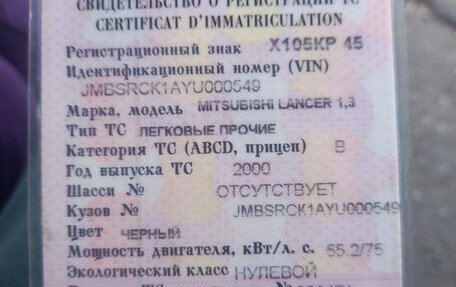 СВИДЕТЕЛЬСТВО О РЕГИСТРАЦИИ ТС
CERTIFICAT D'IMMATRICULATION
Регистрационный знак Х105КР 45
Идентификационный номер (VIN)
JMBSRCK1AYU000549
Марка, модель MITSUBISHI LANCER 1,3
Тип ТС ЛЕГКОВЫЕ ПРОЧИЕ
Категория ТС (ABCD, прицеп) В
Год выпуска ТС 2000
Шасси № ОТСУТСТВУЕТ
Кузов № JMBSRCK1AYU000549
Цвет ЧЕРНЫЙ
Мощность двигателя, кВт/л. с. 55.2/75
Экологический класс НУЛЕВОЙ